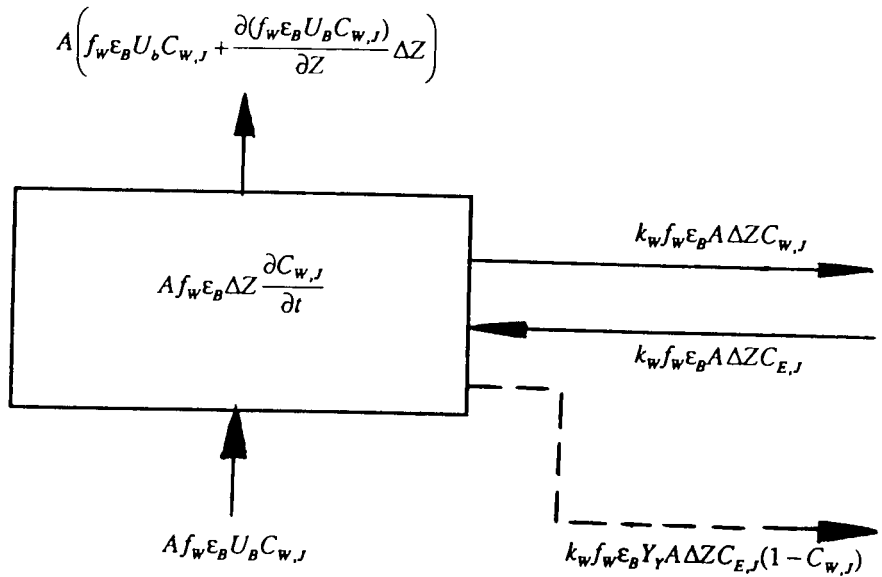 A(f_W ε_B U_b C_{W,J} + ∂(f_W ε_B U_B C_{W,J})/∂Z ΔZ)
A f_W ε_B ΔZ ∂C_{W,J}/∂t
k_W f_W ε_B A ΔZ C_{W,J}
k_W f_W ε_B A ΔZ C_{E,J}
A f_W ε_B U_B C_{W,J}
k_W f_W ε_B Y_Y A ΔZ C_{E,J}(1 − C_{W,J})